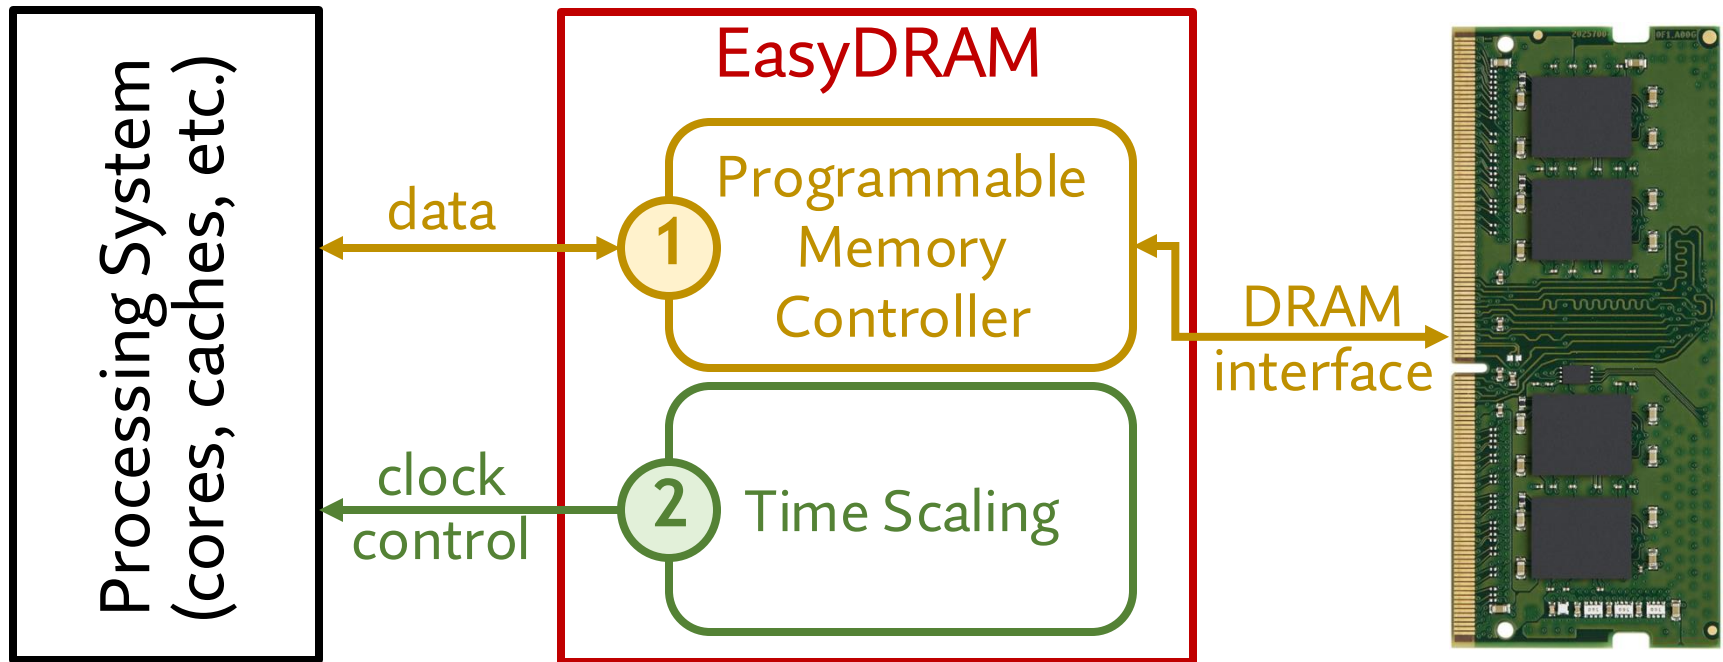 Processing System
(cores, caches, etc.)
data
clock
control
EasyDRAM
1
Programmable
Memory
Controller
2
Time Scaling
DRAM
interface